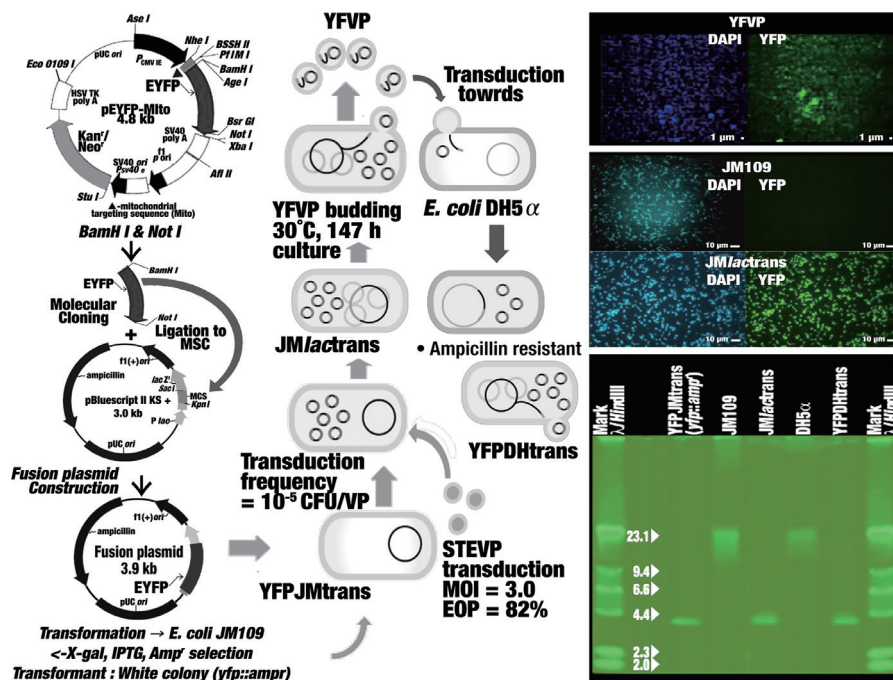 Ase I
Nhe I
BSSH II
PflM I
BamH I
Age I
pUC ori
P CMV IE
EYFP
Eco 0109 I
HSV TK
poly A
pEYFP-Mito
4.8 kb
Bsr GI
Not I
Xba I
SV40
poly A
Kanr/
Neor
f1
ori
SV40 ori
PSV40 e
Afl II
Stu I
▲-mitochondrial
targeting sequence (Mito)
BamH I & Not I
BamH I
EYFP
Molecular
Cloning
Not I
Ligation to
MSC
+
f1(+)ori
ampicillin
lac Z'
Sac I
MCS
Kpn I
pBluescript II KS +
3.0 kb
P lac
pUC ori
Fusion plasmid
Construction
f1(+)ori
ampicillin
Fusion plasmid
3.9 kb
EYFP
pUC ori
Transformation → E. coli JM109
<-X-gal, IPTG, Ampr selection
Transformant : White colony (yfp::ampr)
YFVP
Transduction
towrds
E. coli DH5 α
YFVP budding
30°C, 147 h
culture
JMlactrans
• Ampicillin resistant
YFPDHtrans
Transduction
frequency
= 10-5 CFU/VP
YFPJMtrans
STEVP
transduction
MOI = 3.0
EOP = 82%
YFVP
DAPI YFP
1 µm 1 µm
JM109
DAPI YFP
10 µm 10 µm
JMlactrans
DAPI YFP
10 µm 10 µm
Mark
λ/HindIII
YFPJMtrans
(yfp::ampr)
JM109
JMlactrans
DH5α
YFPDHtrans
Mark
λ/HindIII
23.1
9.4
6.6
4.4
2.3
2.0